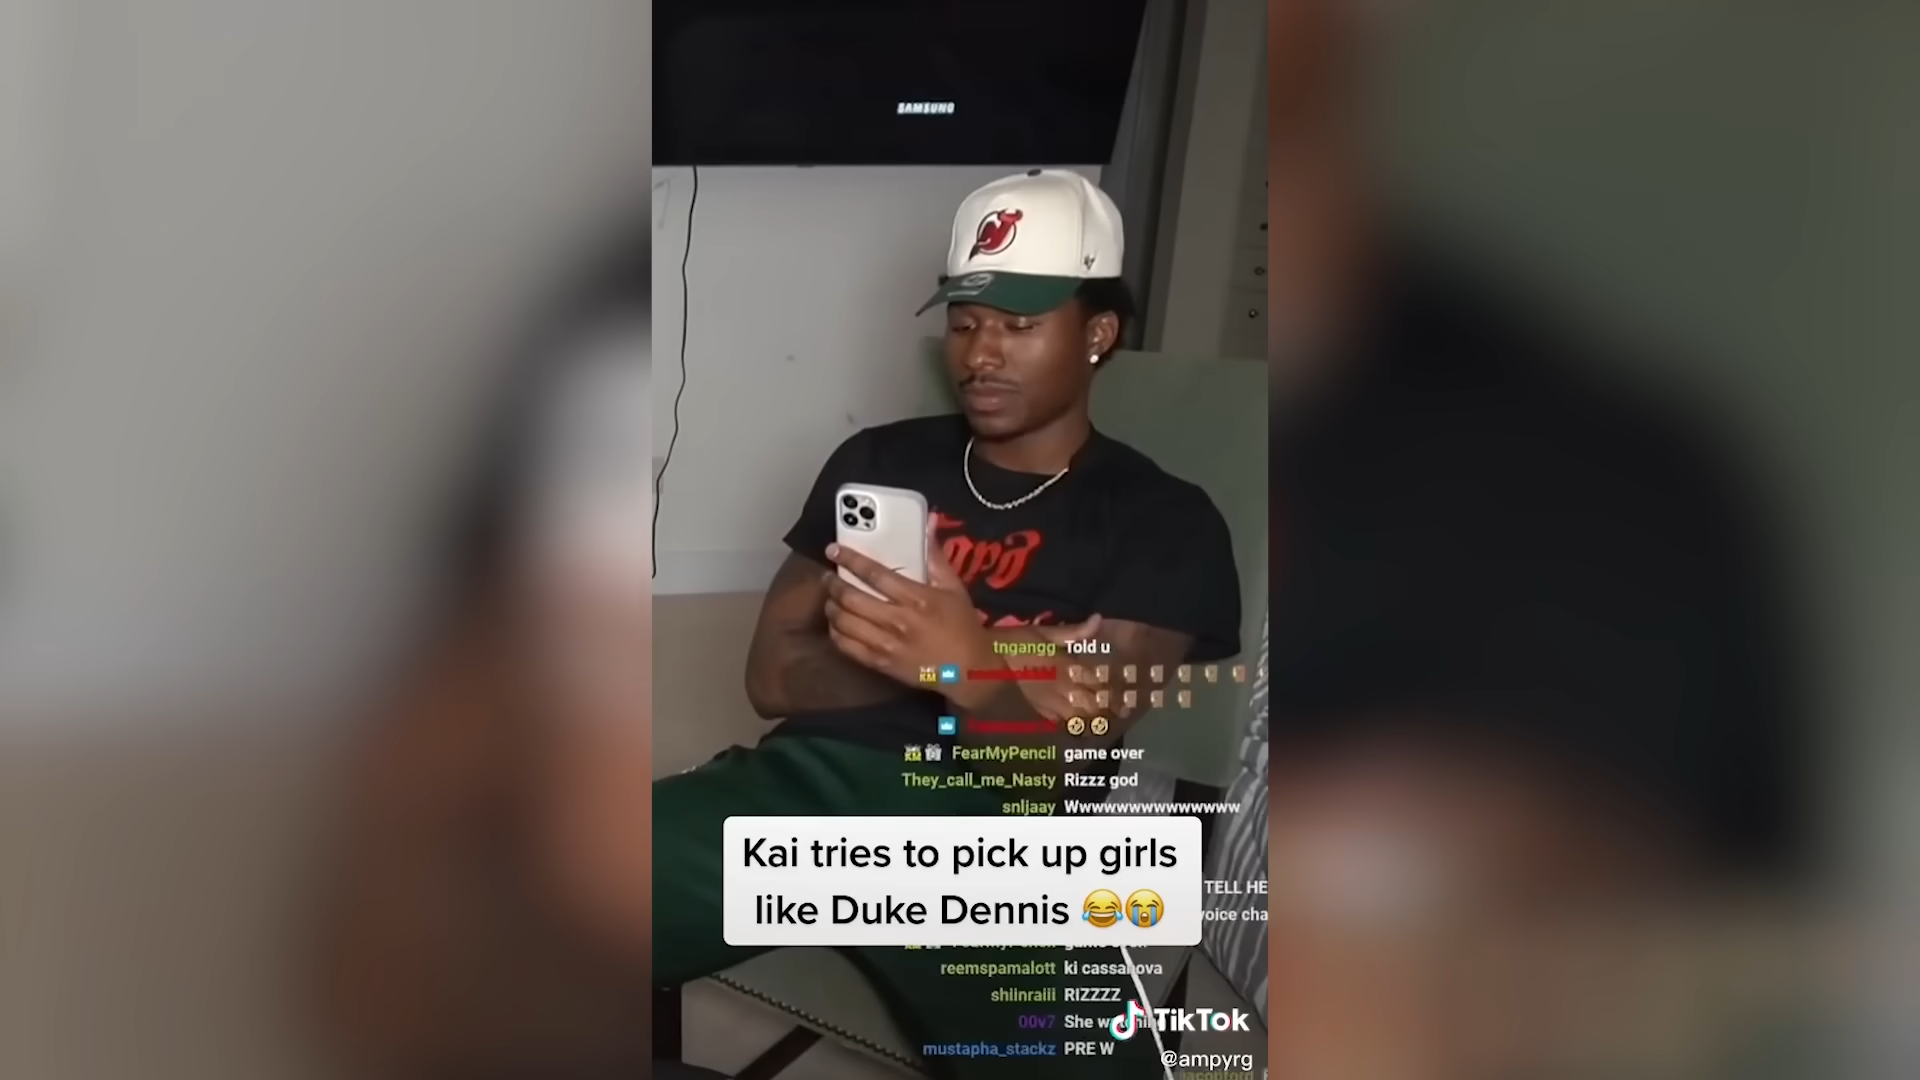 SAMSUNG
tngangg Told u
FearMyPencil game over
They_call_me_Nasty Rizzz god
snljaay Wwwwwwwwwwwwwww
Kai tries to pick up girls
like Duke Dennis 😂😭
TELL HE
voice cha
reemspamalott ki cassanova
shiinraiii RIZZZZ
00v7 She
mustapha_stackz PRE W
TikTok
@ampyrg